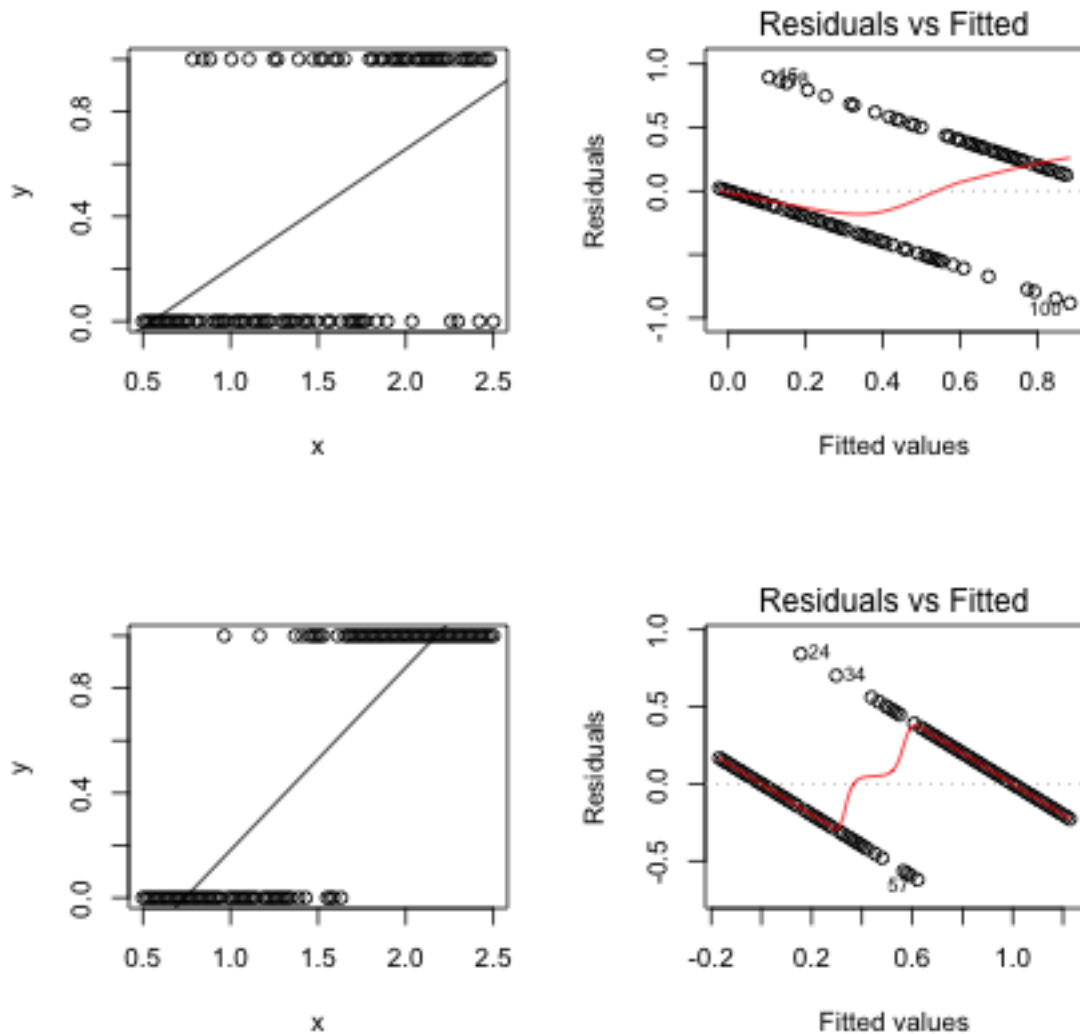 y
0.0 0.4 0.8
0.5 1.0 1.5 2.0 2.5
x
Residuals vs Fitted
Residuals
-1.0 0.0 0.5 1.0
100
0.0 0.2 0.4 0.6 0.8
Fitted values
y
0.0 0.4 0.8
0.5 1.0 1.5 2.0 2.5
x
Residuals vs Fitted
Residuals
-0.5 0.0 0.5 1.0
24
34
57
-0.2 0.2 0.6 1.0
Fitted values